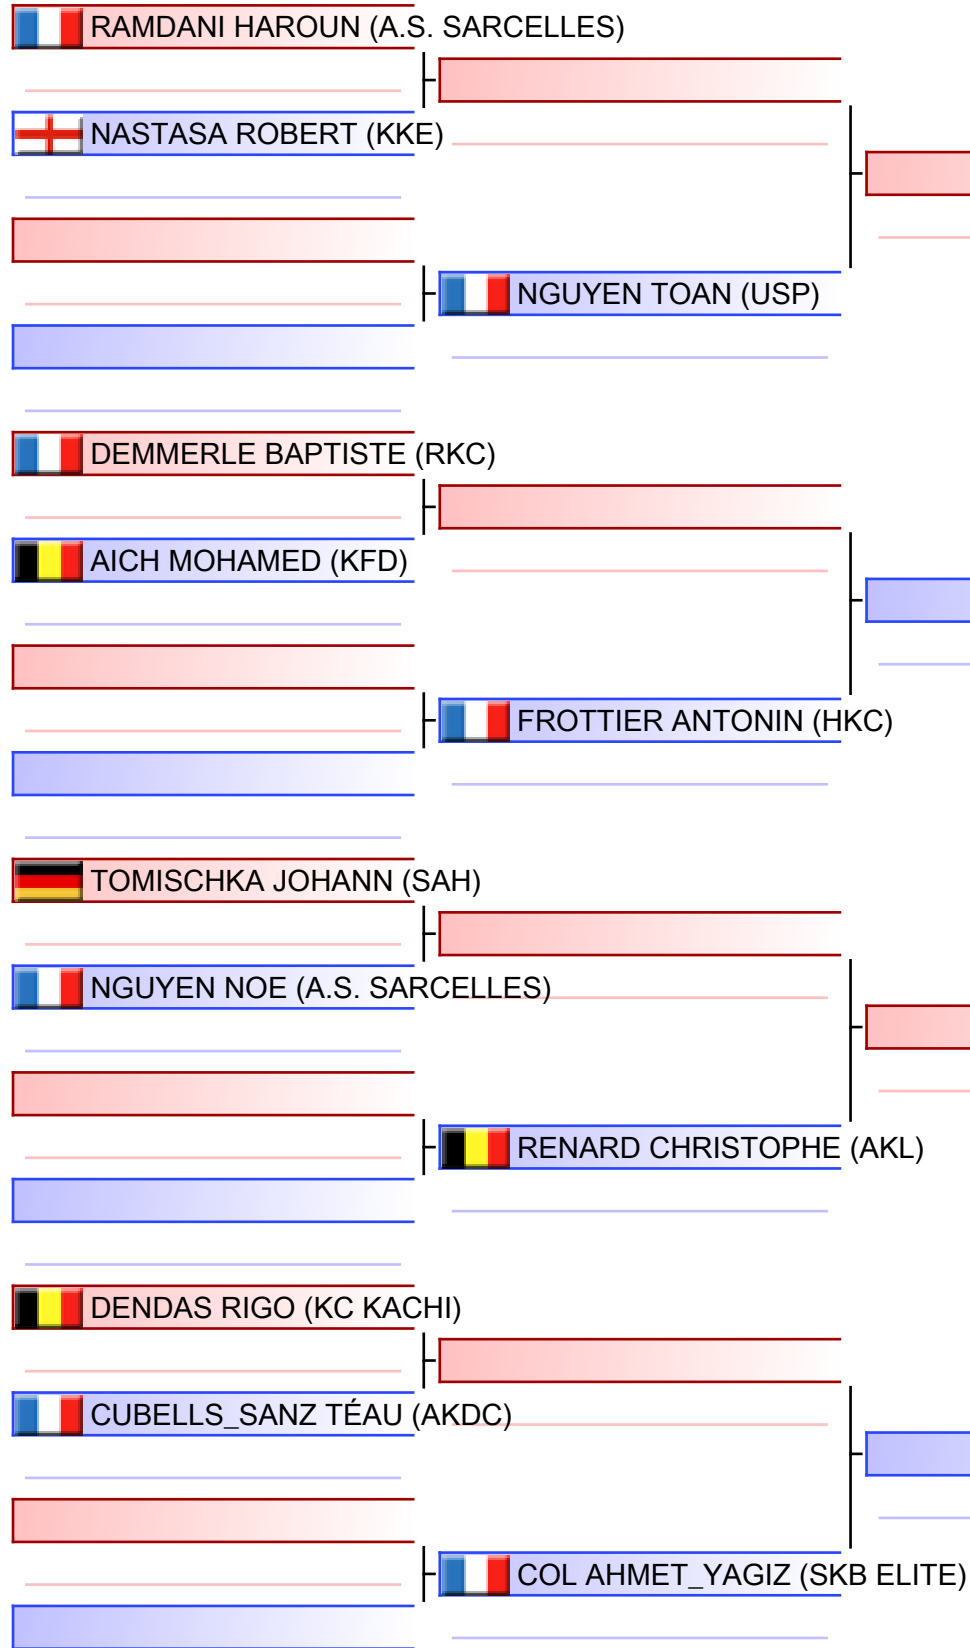 RAMDANI HAROUN (A.S. SARCELLES)
NASTASA ROBERT (KKE)
NGUYEN TOAN (USP)
DEMMERLE BAPTISTE (RKC)
AICH MOHAMED (KFD)
FROTTIER ANTONIN (HKC)
TOMISCHKA JOHANN (SAH)
NGUYEN NOE (A.S. SARCELLES)
RENARD CHRISTOPHE (AKL)
DENDAS RIGO (KC KACHI)
CUBELLS_SANZ TÉAU (AKDC)
COL AHMET_YAGIZ (SKB ELITE)